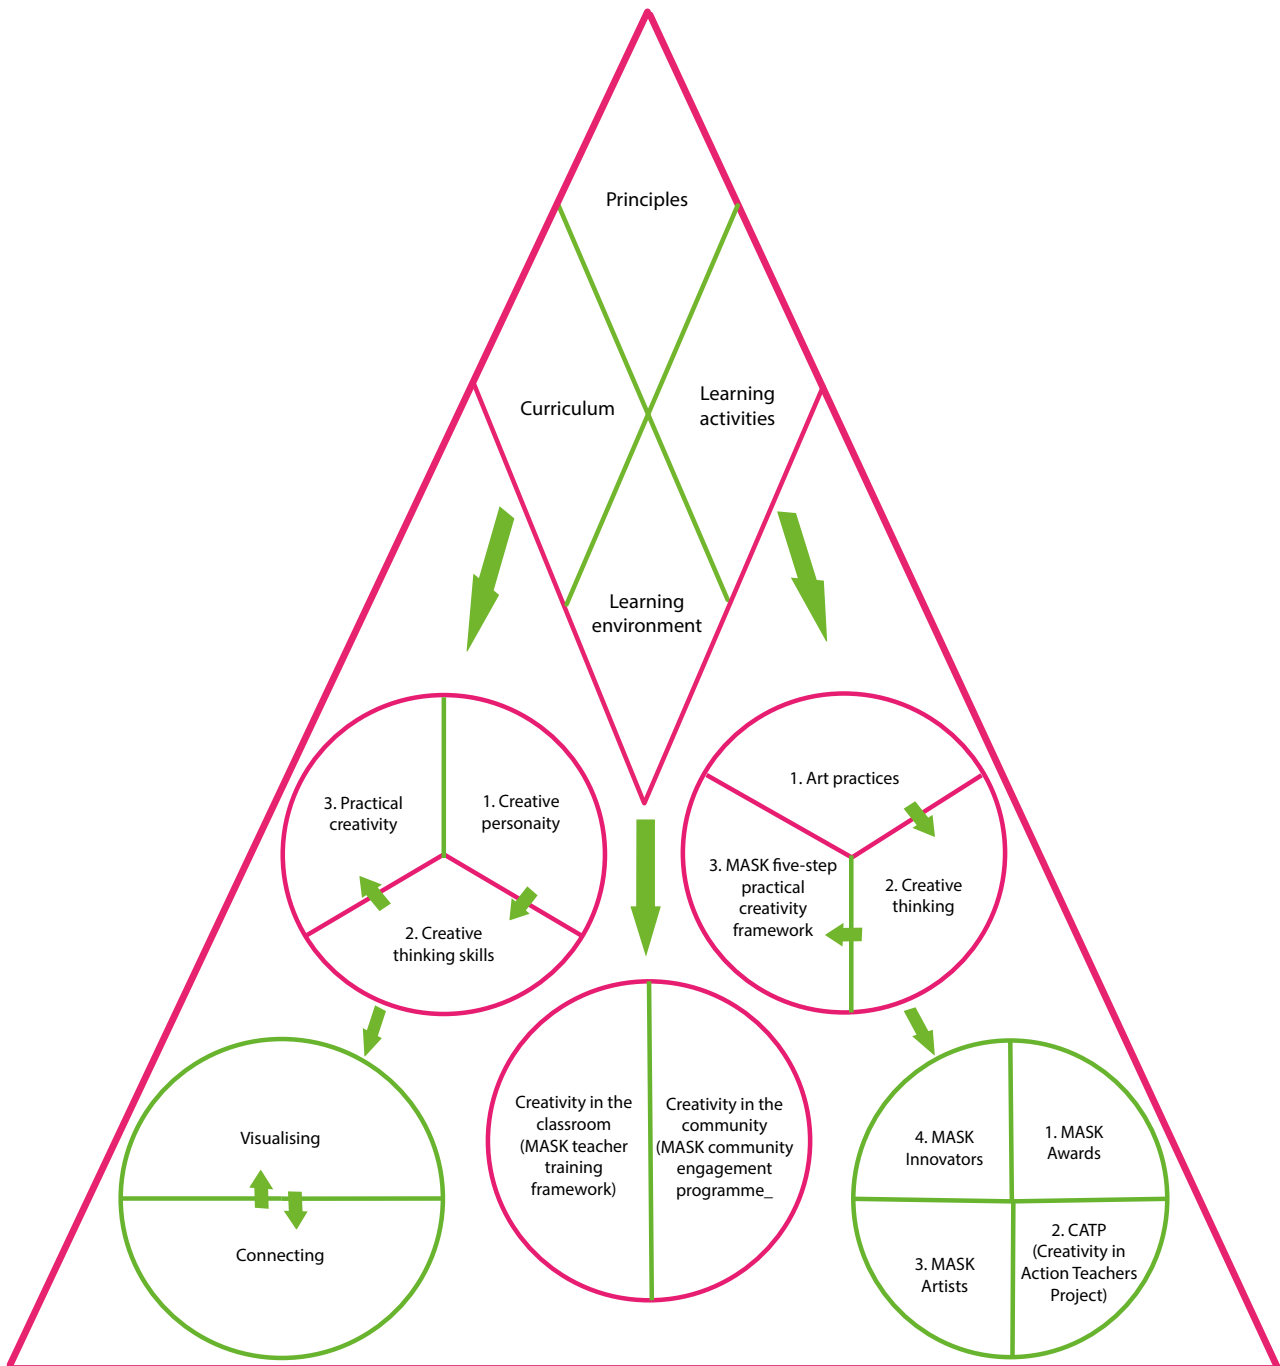 Principles
Curriculum
Learning
activities
Learning
environment
3. Practical
creativity
1. Creative
personaity
2. Creative
thinking skills
1. Art practices
3. MASK five-step
practical
creativity
framework
2. Creative
thinking
Visualising
Connecting
Creativity in the
classroom
(MASK teacher
training
framework)
Creativity in the
community
(MASK community
engagement
programme_
4. MASK
Innovators
1. MASK
Awards
3. MASK
Artists
2. CATP
(Creativity in
Action Teachers
Project)